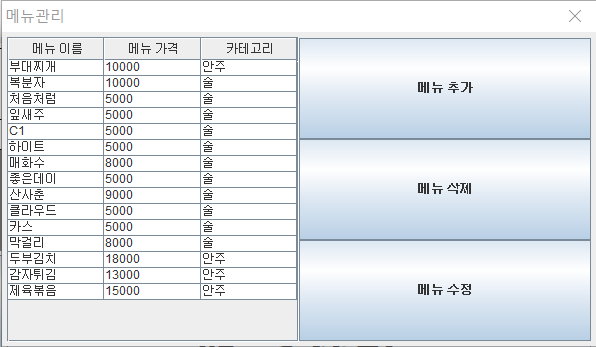 메뉴관리
메뉴 이름 메뉴 가격 카테고리
부대찌개 10000 안주
복분자 10000 술
처음처럼 5000 술
잎새주 5000 술
C1 5000 술
하이트 5000 술
매화수 8000 술
좋은데이 5000 술
산사춘 9000 술
클라우드 5000 술
카스 5000 술
막걸리 8000 술
두부김치 18000 안주
감자튀김 13000 안주
제육볶음 15000 안주
메뉴 추가
메뉴 삭제
메뉴 수정